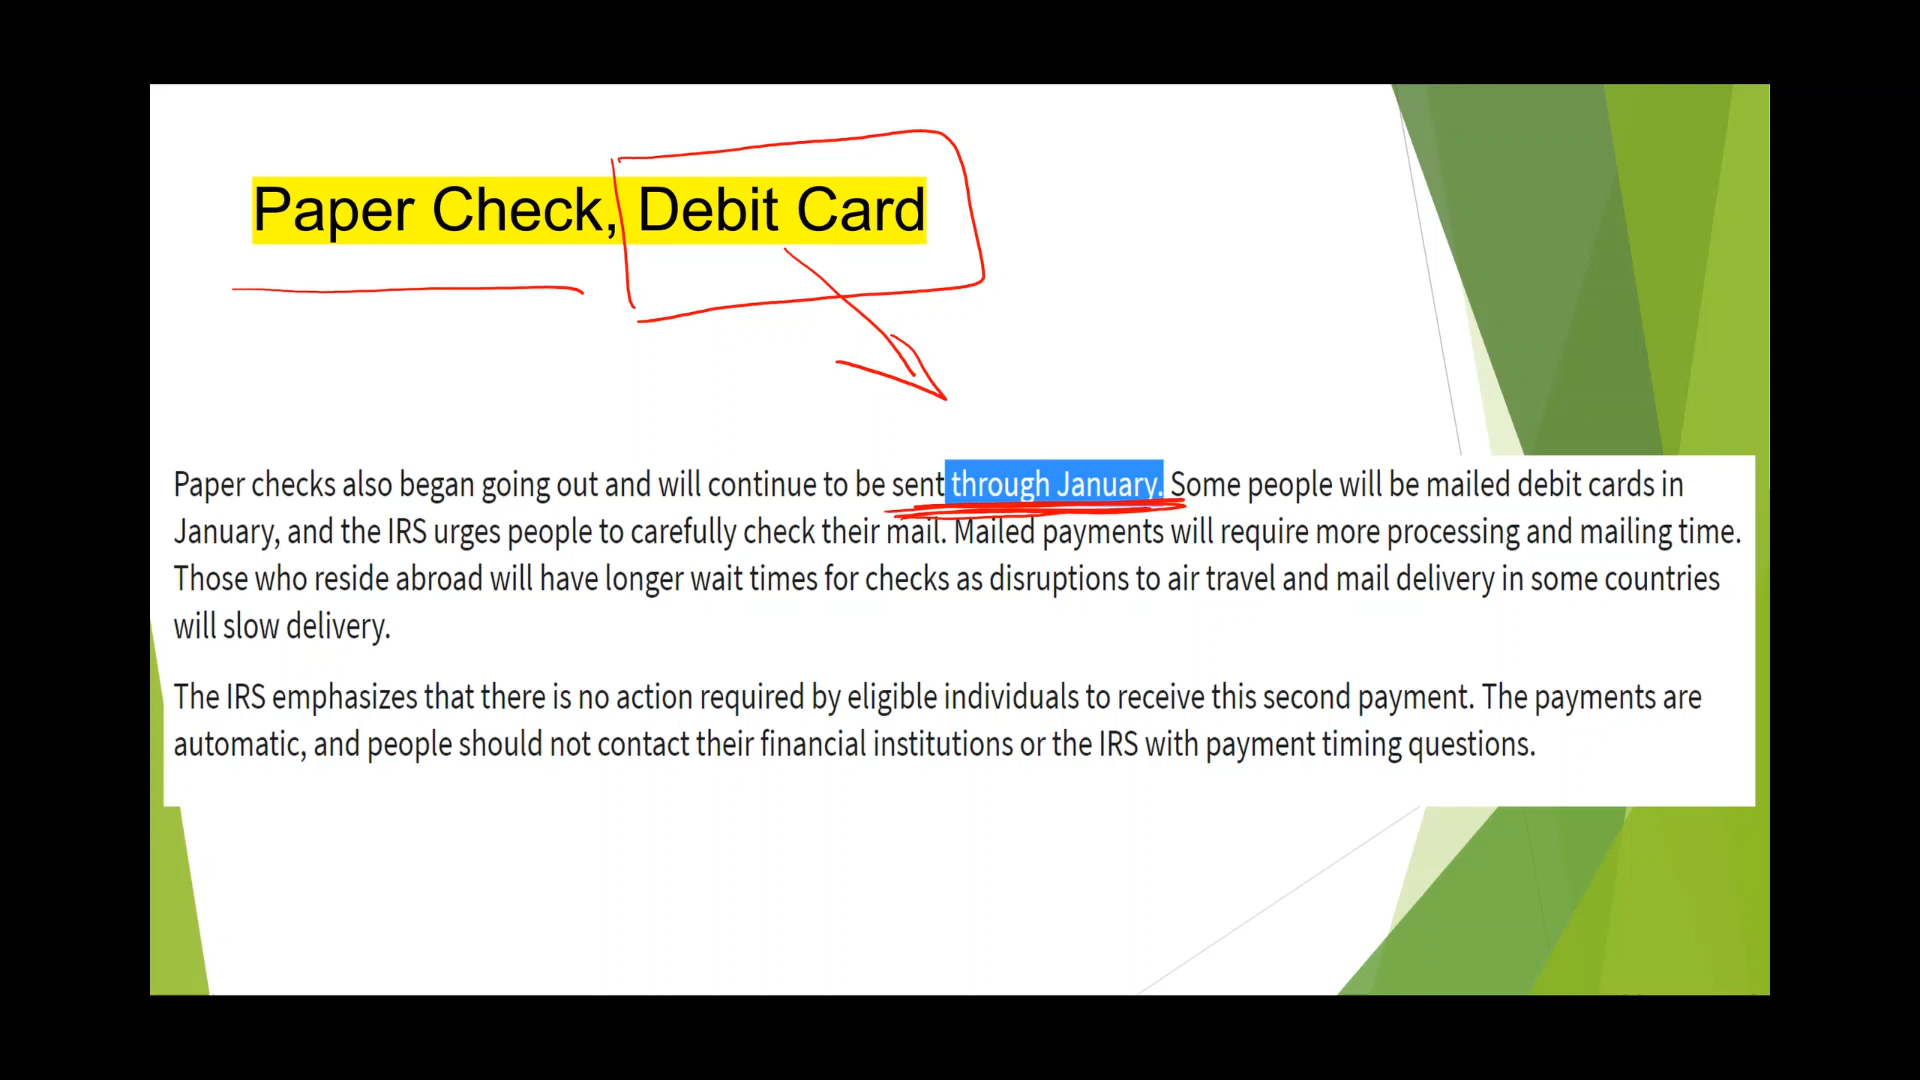 Paper Check, Debit Card
Paper checks also began going out and will continue to be sent through January. Some people will be mailed debit cards in
January, and the IRS urges people to carefully check their mail. Mailed payments will require more processing and mailing time.
Those who reside abroad will have longer wait times for checks as disruptions to air travel and mail delivery in some countries
will slow delivery.
The IRS emphasizes that there is no action required by eligible individuals to receive this second payment. The payments are
automatic, and people should not contact their financial institutions or the IRS with payment timing questions.